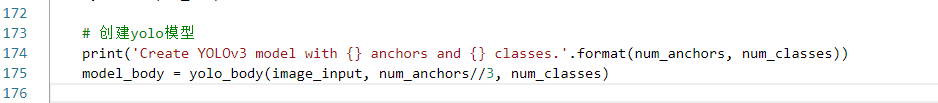 172
173 # 创建yolo模型
174 print('Create YOLOv3 model with {} anchors and {} classes.'.format(num_anchors, num_classes))
175 model_body = yolo_body(image_input, num_anchors//3, num_classes)
176